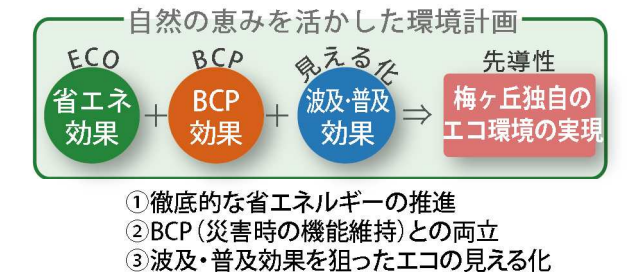 自然の恵みを活かした環境計画
ECO
BCP
見える化
先導性
省エネ
効果
+
BCP
効果
+
波及・普及
効果
⇒
梅ヶ丘独自の
エコ環境の実現
①徹底的な省エネルギーの推進
②BCP（災害時の機能維持）との両立
③波及・普及効果を狙ったエコの見える化